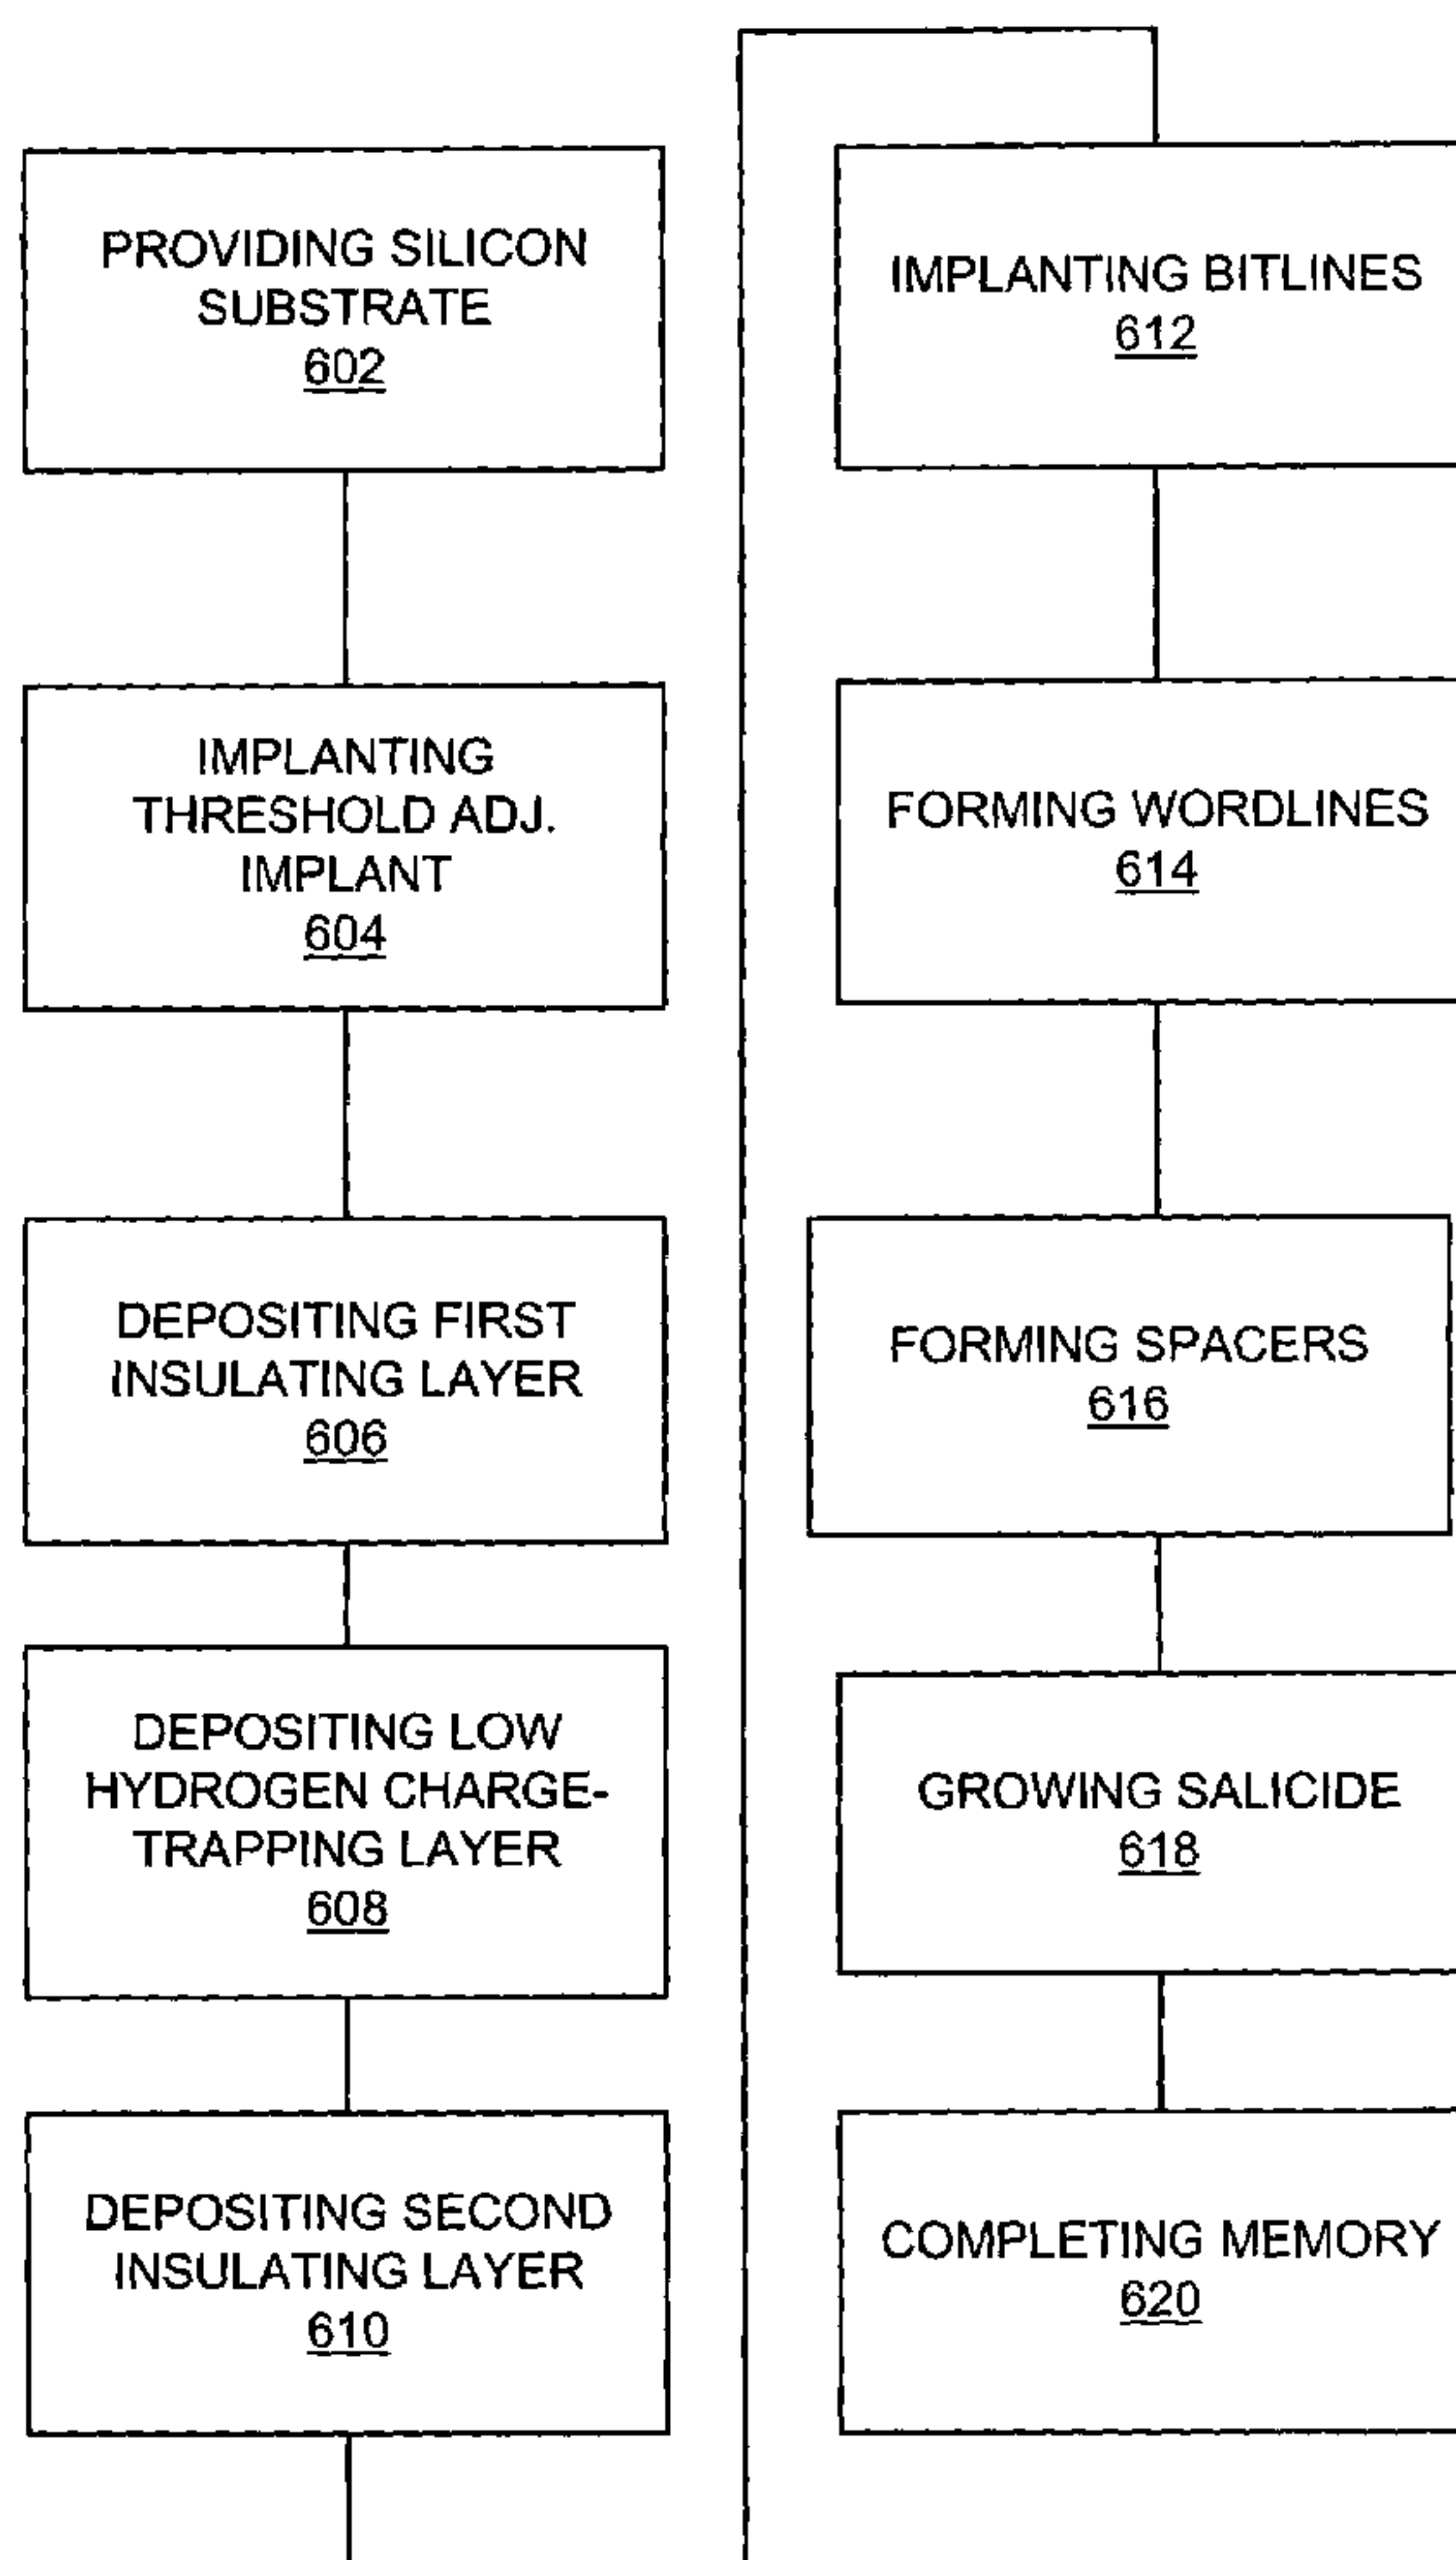 PROVIDING SILICON
SUBSTRATE
602
IMPLANTING
THRESHOLD ADJ.
IMPLANT
604
DEPOSITING FIRST
INSULATING LAYER
606
DEPOSITING LOW
HYDROGEN CHARGE-
TRAPPING LAYER
608
DEPOSITING SECOND
INSULATING LAYER
610
IMPLANTING BITLINES
612
FORMING WORDLINES
614
FORMING SPACERS
616
GROWING SALICIDE
618
COMPLETING MEMORY
620